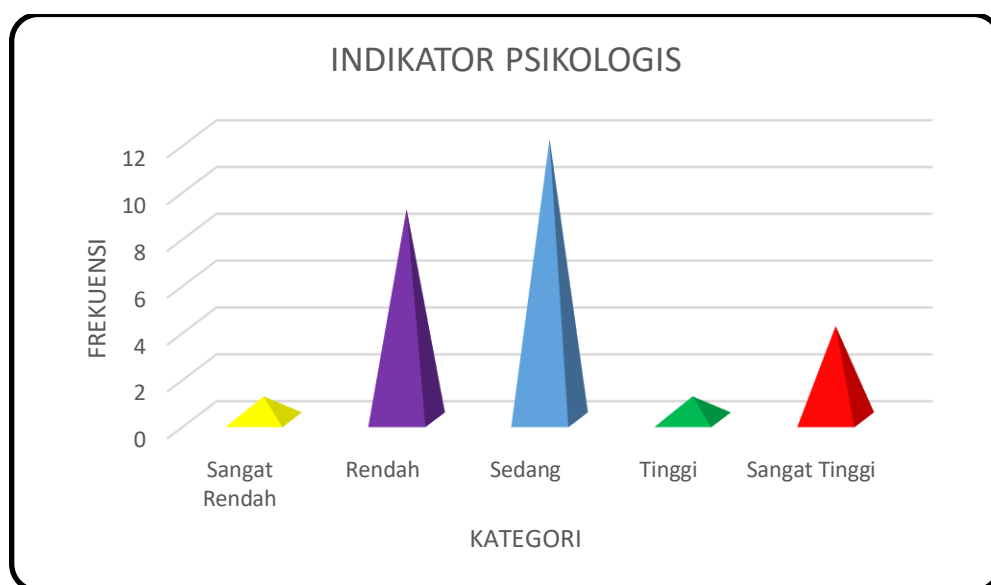 INDIKATOR PSIKOLOGIS
12
10
8
6
4
2
0
FREKUENSI
Sangat Rendah
Rendah
Sedang
Tinggi
Sangat Tinggi
KATEGORI